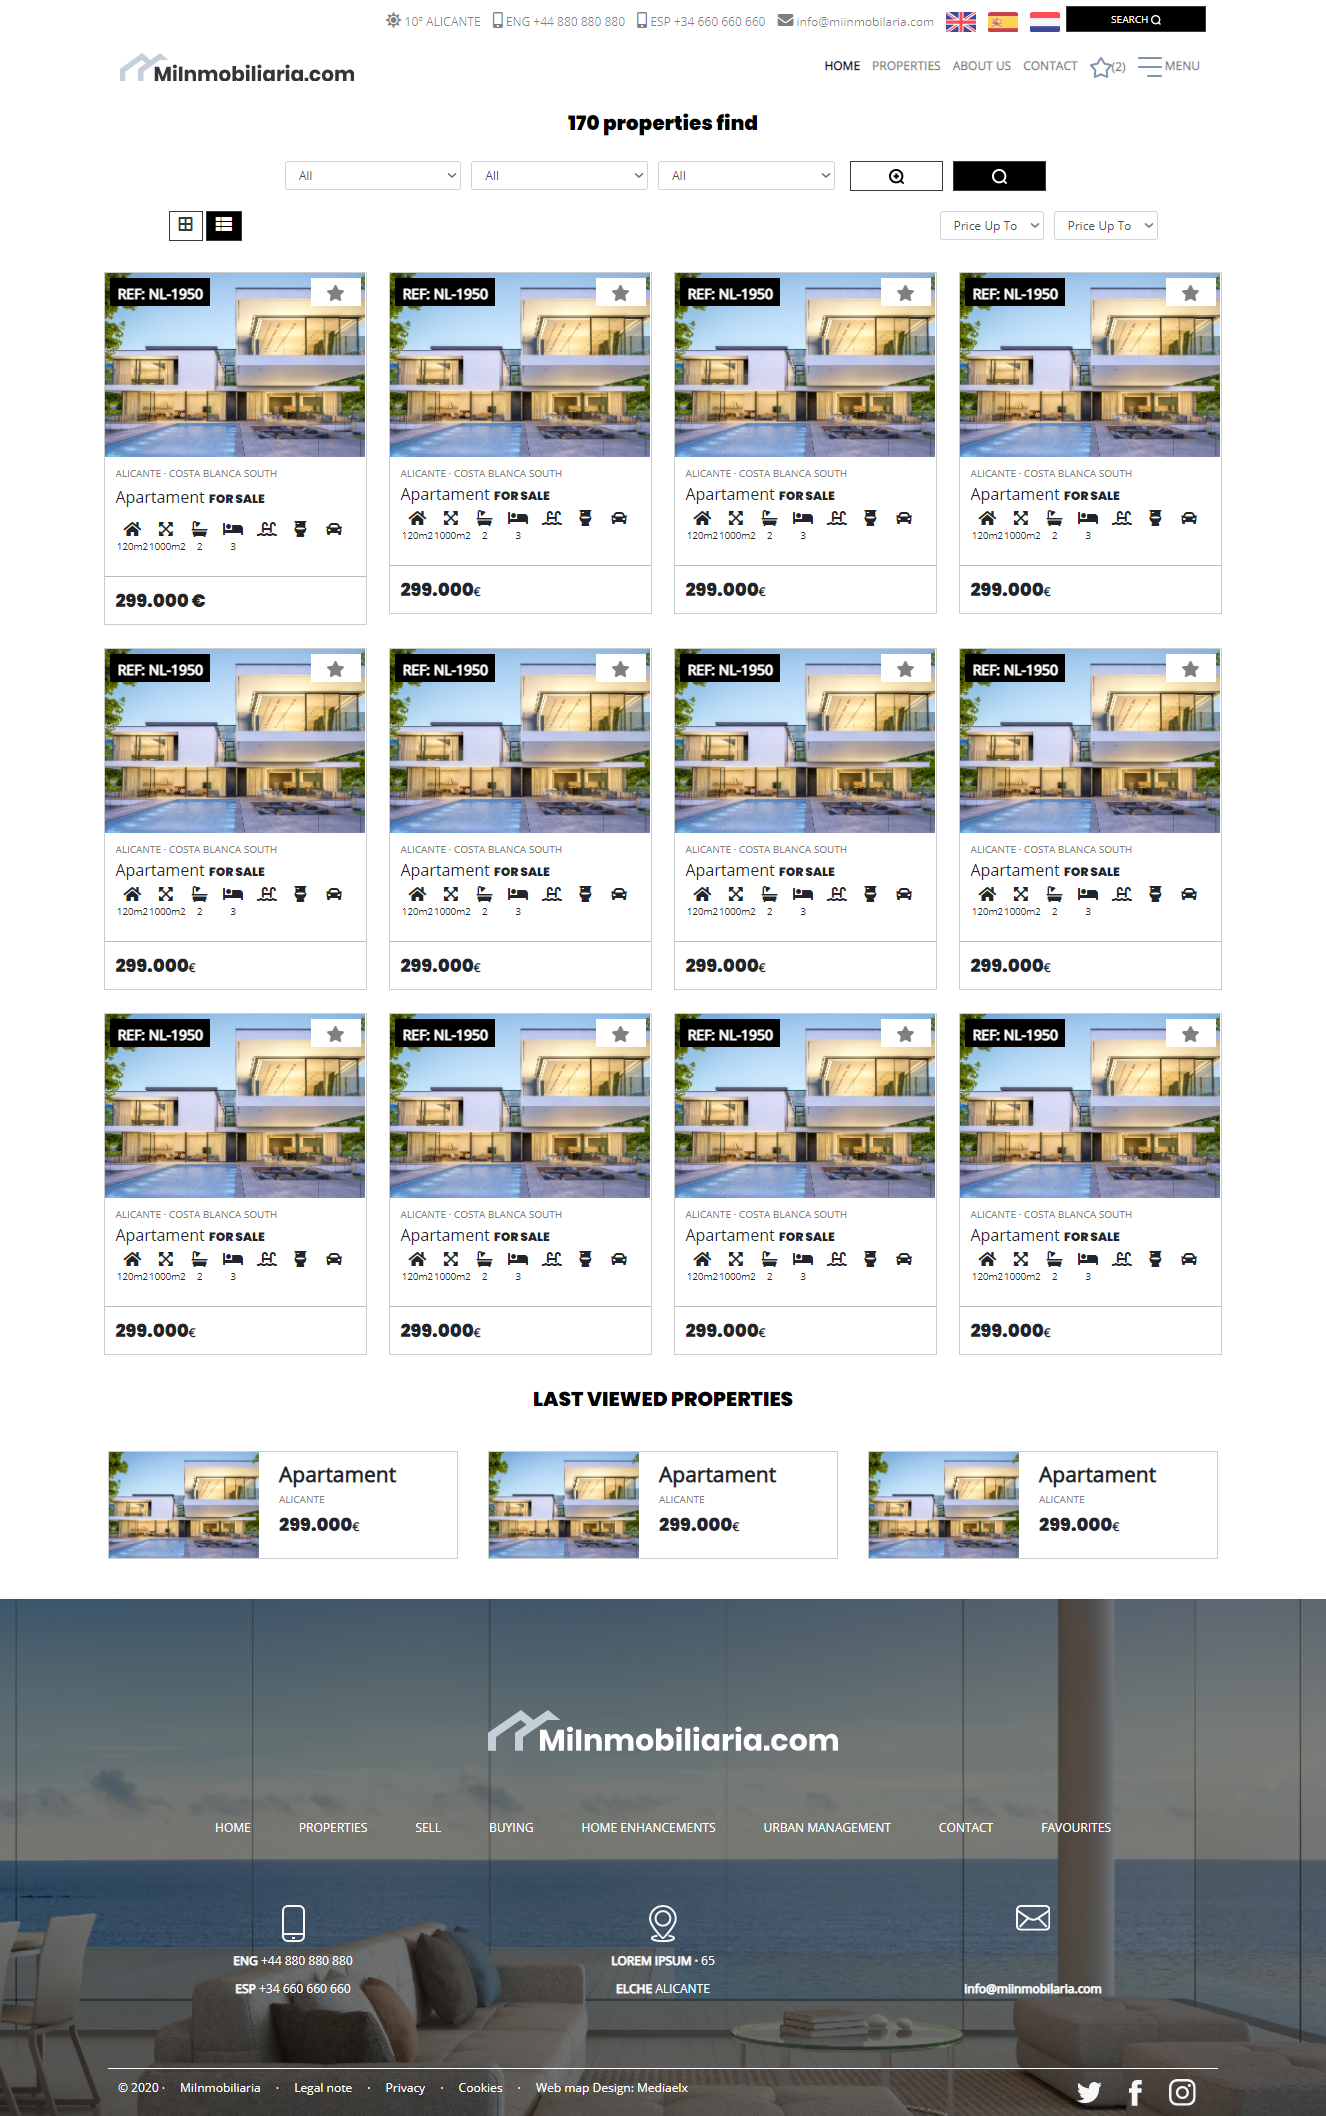 10° ALICANTE ENG +44 880 880 880 ESP +34 660 660 660 info@miinmobilaria.com SEARCH
MiInmobiliaria.com HOME PROPERTIES ABOUT US CONTACT (2) MENU
170 properties find
All All All
Price Up To Price Up To
REF: NL-1950 REF: NL-1950 REF: NL-1950 REF: NL-1950
ALICANTE · COSTA BLANCA SOUTH ALICANTE · COSTA BLANCA SOUTH ALICANTE · COSTA BLANCA SOUTH ALICANTE · COSTA BLANCA SOUTH
Apartament FOR SALE Apartament FOR SALE Apartament FOR SALE Apartament FOR SALE
120m2 1000m2 2 3 120m2 1000m2 2 3 120m2 1000m2 2 3 120m2 1000m2 2 3
299.000 € 299.000€ 299.000€ 299.000€
REF: NL-1950 REF: NL-1950 REF: NL-1950 REF: NL-1950
ALICANTE · COSTA BLANCA SOUTH ALICANTE · COSTA BLANCA SOUTH ALICANTE · COSTA BLANCA SOUTH ALICANTE · COSTA BLANCA SOUTH
Apartament FOR SALE Apartament FOR SALE Apartament FOR SALE Apartament FOR SALE
120m2 1000m2 2 3 120m2 1000m2 2 3 120m2 1000m2 2 3 120m2 1000m2 2 3
299.000€ 299.000€ 299.000€ 299.000€
REF: NL-1950 REF: NL-1950 REF: NL-1950 REF: NL-1950
ALICANTE · COSTA BLANCA SOUTH ALICANTE · COSTA BLANCA SOUTH ALICANTE · COSTA BLANCA SOUTH ALICANTE · COSTA BLANCA SOUTH
Apartament FOR SALE Apartament FOR SALE Apartament FOR SALE Apartament FOR SALE
120m2 1000m2 2 3 120m2 1000m2 2 3 120m2 1000m2 2 3 120m2 1000m2 2 3
299.000€ 299.000€ 299.000€ 299.000€
LAST VIEWED PROPERTIES
Apartament Apartament Apartament
ALICANTE ALICANTE ALICANTE
299.000€ 299.000€ 299.000€
MiInmobiliaria.com
HOME PROPERTIES SELL BUYING HOME ENHANCEMENTS URBAN MANAGEMENT CONTACT FAVOURITES
ENG +44 880 880 880 LOREM IPSUM · 65
ESP +34 660 660 660 ELCHE ALICANTE info@miinmobilaria.com
© 2020 · MiInmobiliaria · Legal note · Privacy · Cookies · Web map Design: Mediaelx